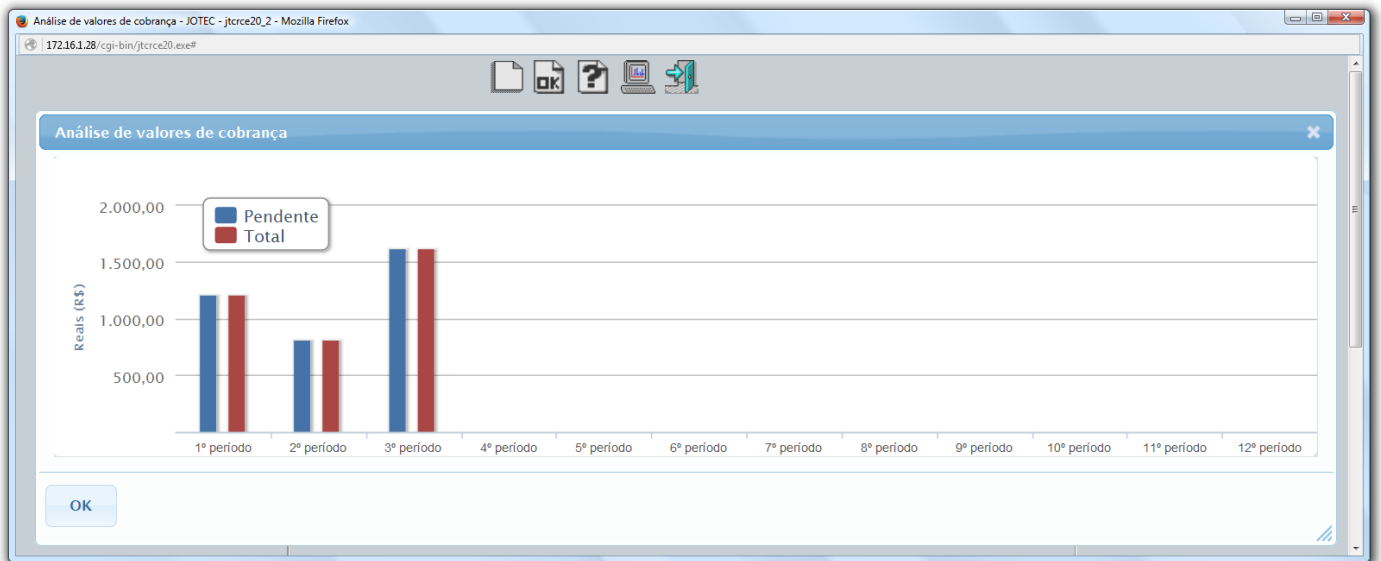 Análise de valores de cobrança - JOTEC - jtcrce20_2 - Mozilla Firefox
172.16.1.28/cgi-bin/jtcrce20.exe#
OK ?
Análise de valores de cobrança
2.000,00
Pendente
Total
1.500,00
Reais (R$)
1.000,00
500,00
1º período 2º período 3º período 4º período 5º período 6º período 7º período 8º período 9º período 10º período 11º período 12º período
OK